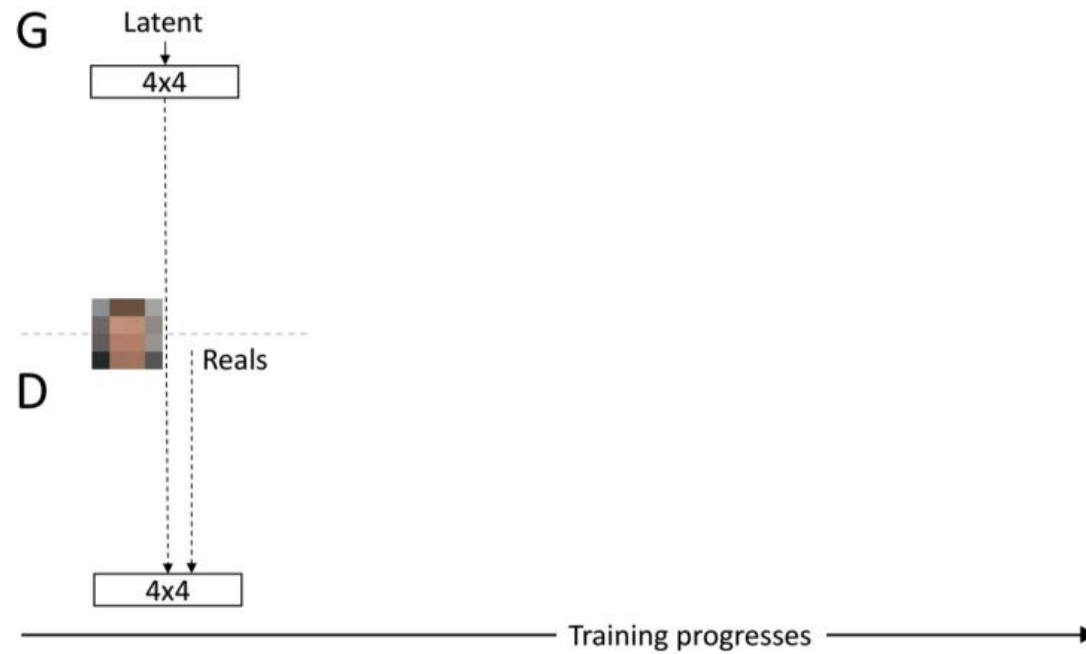 G
Latent
4x4
Reals
D
4x4
Training progresses